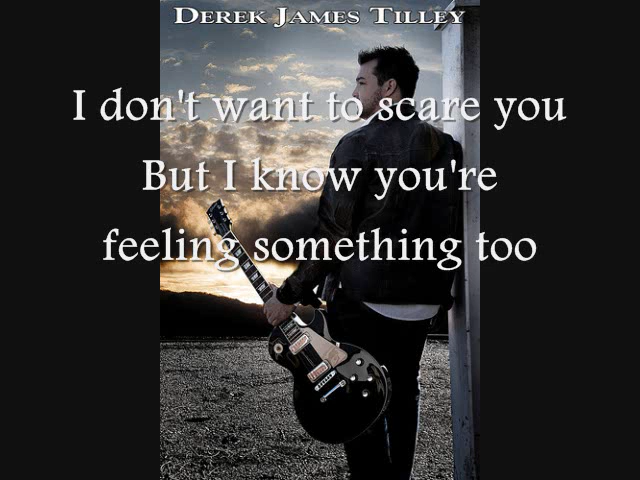 DEREK JAMES TILLEY
I don't want to scare you
But I know you're
feeling something too